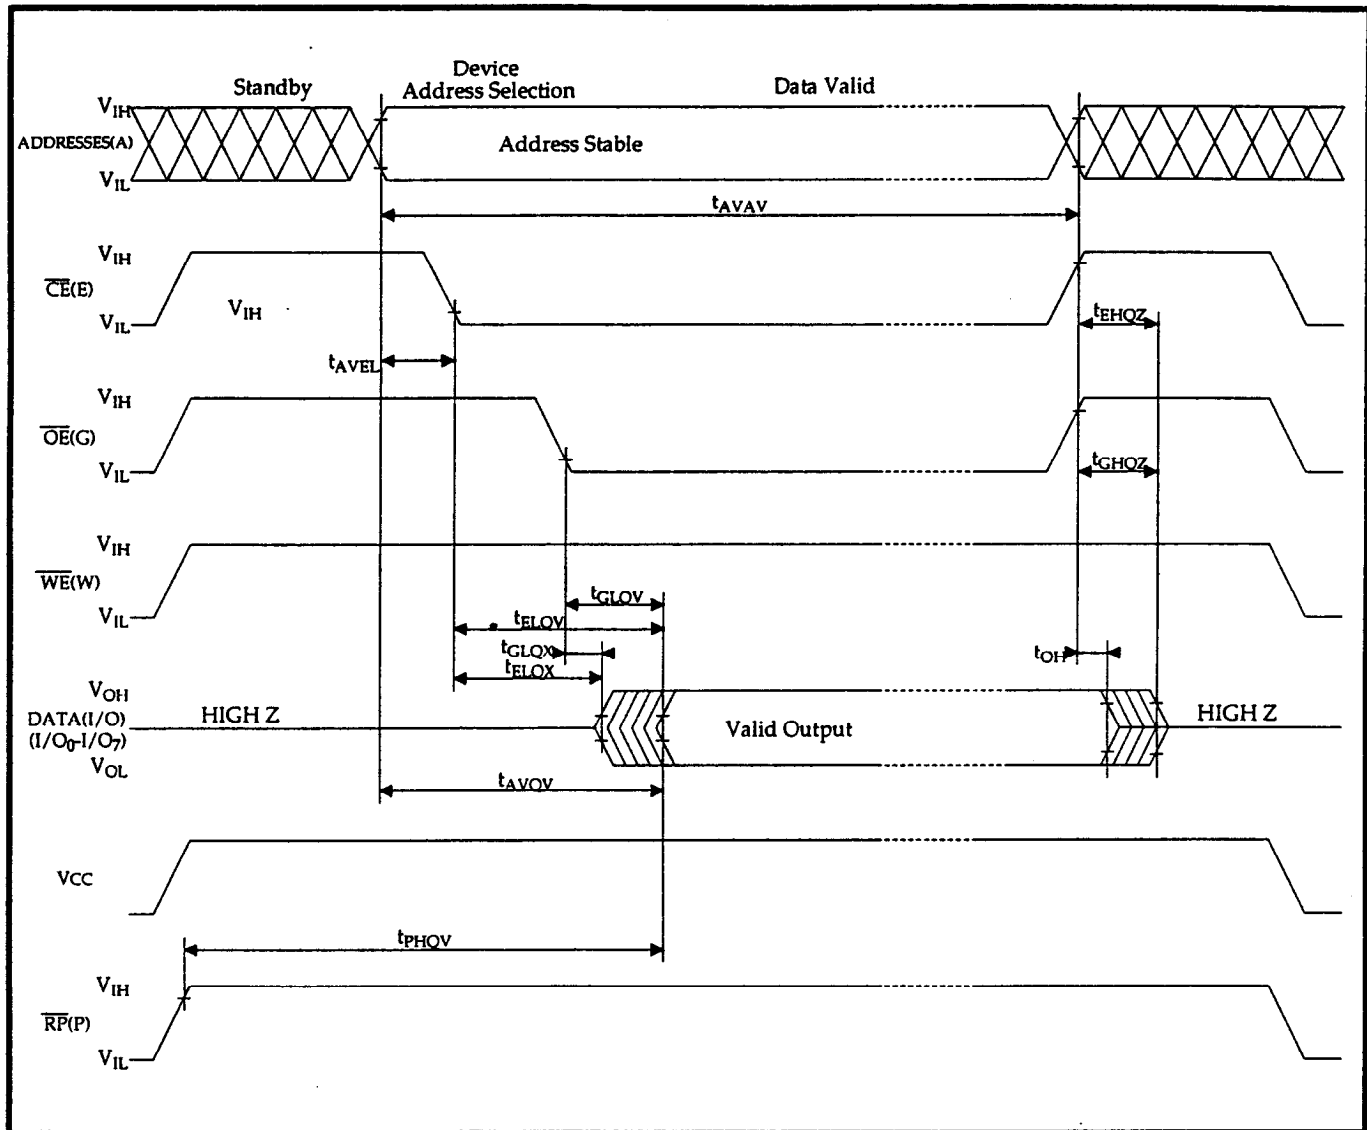 Standby
Device
Address Selection
Data Valid
VIH
ADDRESSES(A)
VIL
Address Stable
tAVAV
VIH
CE(E)
VIL
VIH
tEHQZ
tAVEL
VIH
OE(G)
VIL
tGHQZ
VIH
WE(W)
VIL
tGLQV
tELQV
tGLQX
tELQX
tOH
VOH
DATA(I/O)
(I/O0-I/O7)
VOL
HIGH Z
Valid Output
HIGH Z
tAVQV
VCC
tPHQV
VIH
RP(P)
VIL